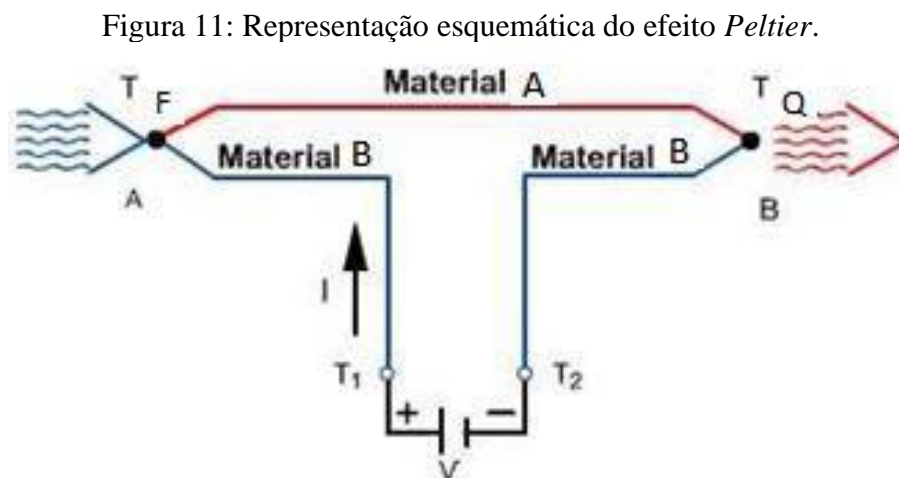 Figura 11: Representação esquemática do efeito Peltier.
Material A
T F
T Q
Material B
Material B
A
B
I
T₁
T₂
+
−
V